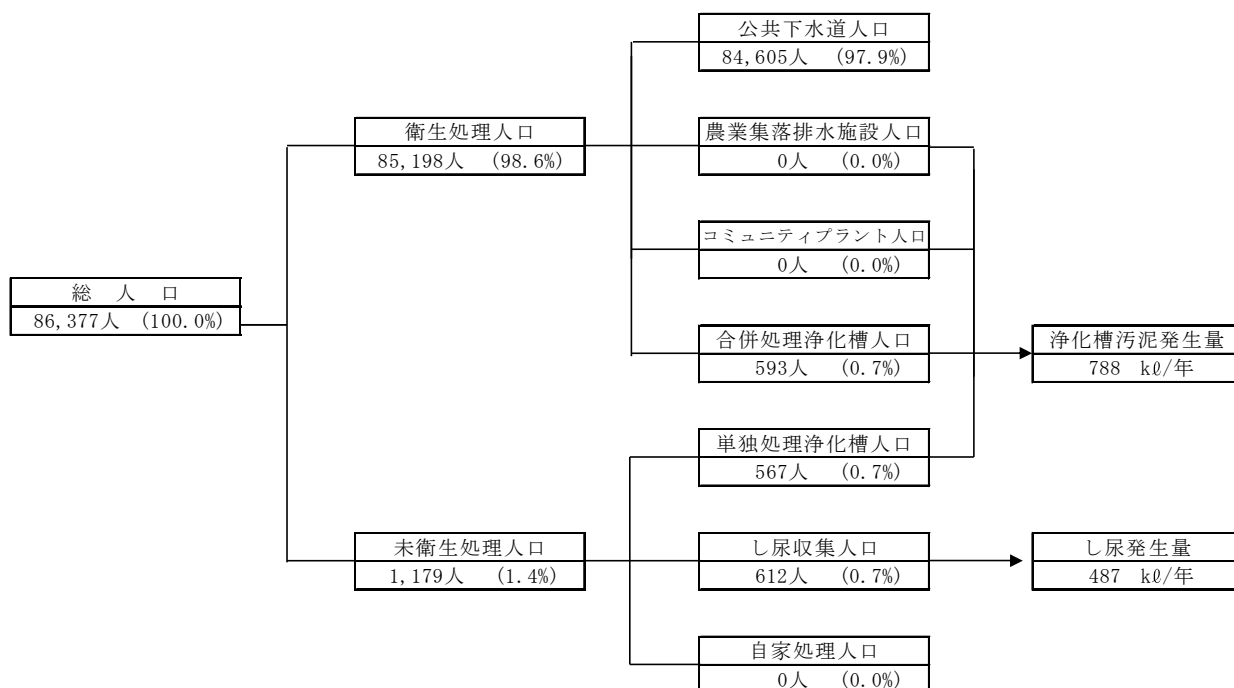 公共下水道人口
84,605人 (97.9%)
衛生処理人口
85,198人 (98.6%)
農業集落排水施設人口
0人 (0.0%)
コミュニティプラント人口
0人 (0.0%)
総 人 口
86,377人 (100.0%)
合併処理浄化槽人口
593人 (0.7%)
浄化槽汚泥発生量
788 kℓ/年
単独処理浄化槽人口
567人 (0.7%)
未衛生処理人口
1,179人 (1.4%)
し尿収集人口
612人 (0.7%)
し尿発生量
487 kℓ/年
自家処理人口
0人 (0.0%)